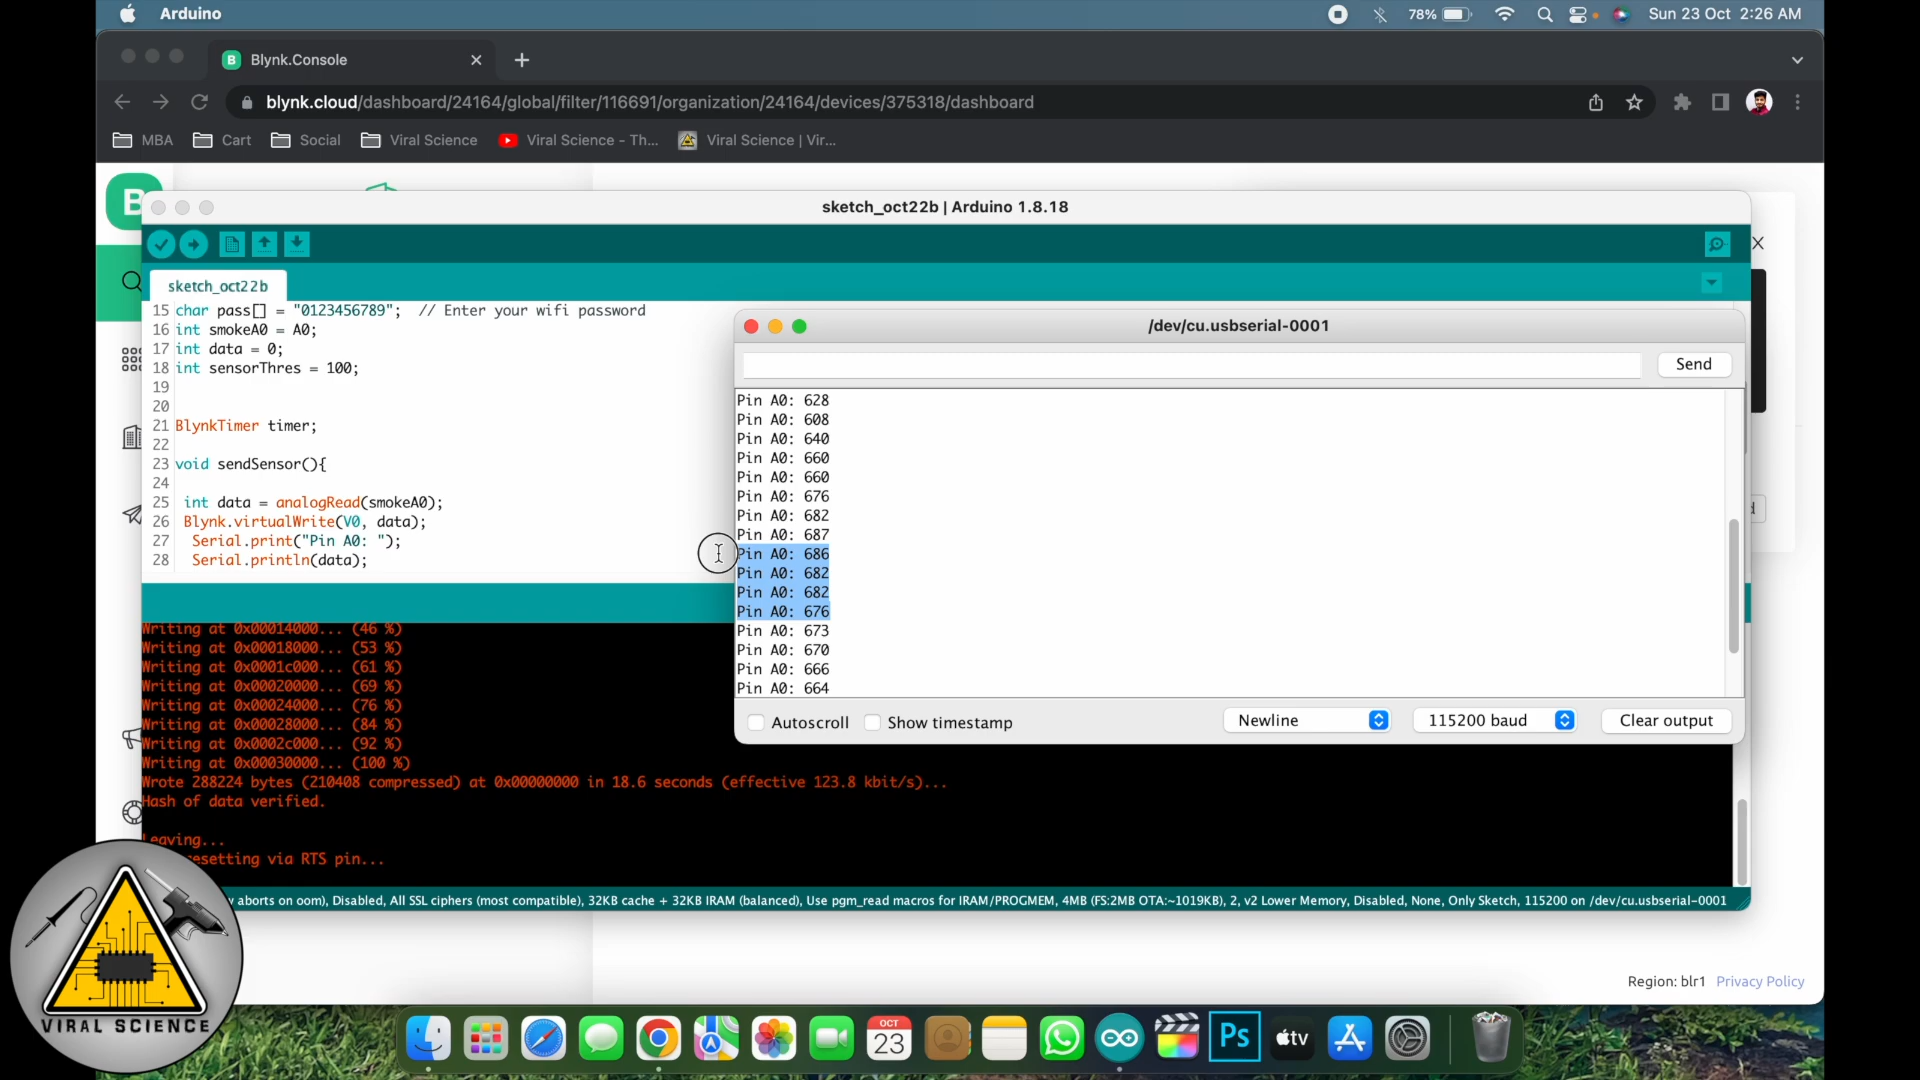 Arduino
78%
Sun 23 Oct 2:26 AM
Blynk.Console
blynk.cloud/dashboard/24164/global/filter/116691/organization/24164/devices/375318/dashboard
MBA
Cart
Social
Viral Science
Viral Science - Th...
Viral Science | Vir...
B
sketch_oct22b | Arduino 1.8.18
sketch_oct22b
15 char pass[] = "0123456789"; // Enter your wifi password
16 int smokeA0 = A0;
17 int data = 0;
18 int sensorThres = 100;
19
20
21 BlynkTimer timer;
22
23 void sendSensor(){
24
25 int data = analogRead(smokeA0);
26 Blynk.virtualWrite(V0, data);
27 Serial.print("Pin A0: ");
28 Serial.println(data);
/dev/cu.usbserial-0001
Send
Pin A0: 628
Pin A0: 608
Pin A0: 640
Pin A0: 660
Pin A0: 660
Pin A0: 676
Pin A0: 682
Pin A0: 687
Pin A0: 686
Pin A0: 682
Pin A0: 682
Pin A0: 676
Pin A0: 673
Pin A0: 670
Pin A0: 666
Pin A0: 664
Autoscroll
Show timestamp
Newline
115200 baud
Clear output
Writing at 0x00014000... (46 %)
Writing at 0x00018000... (53 %)
Writing at 0x0001c000... (61 %)
Writing at 0x00020000... (69 %)
Writing at 0x00024000... (76 %)
Writing at 0x00028000... (84 %)
Writing at 0x0002c000... (92 %)
Writing at 0x00030000... (100 %)
Wrote 288224 bytes (210408 compressed) at 0x00000000 in 18.6 seconds (effective 123.8 kbit/s)...
Hash of data verified.
Leaving...
esetting via RTS pin...
y aborts on oom), Disabled, All SSL ciphers (most compatible), 32KB cache + 32KB IRAM (balanced), Use pgm_read macros for IRAM/PROGMEM, 4MB (FS:2MB OTA:~1019KB), 2, v2 Lower Memory, Disabled, None, Only Sketch, 115200 on /dev/cu.usbserial-0001
Region: blr1 Privacy Policy
VIRAL SCIENCE
OCT
23
Ps
tv